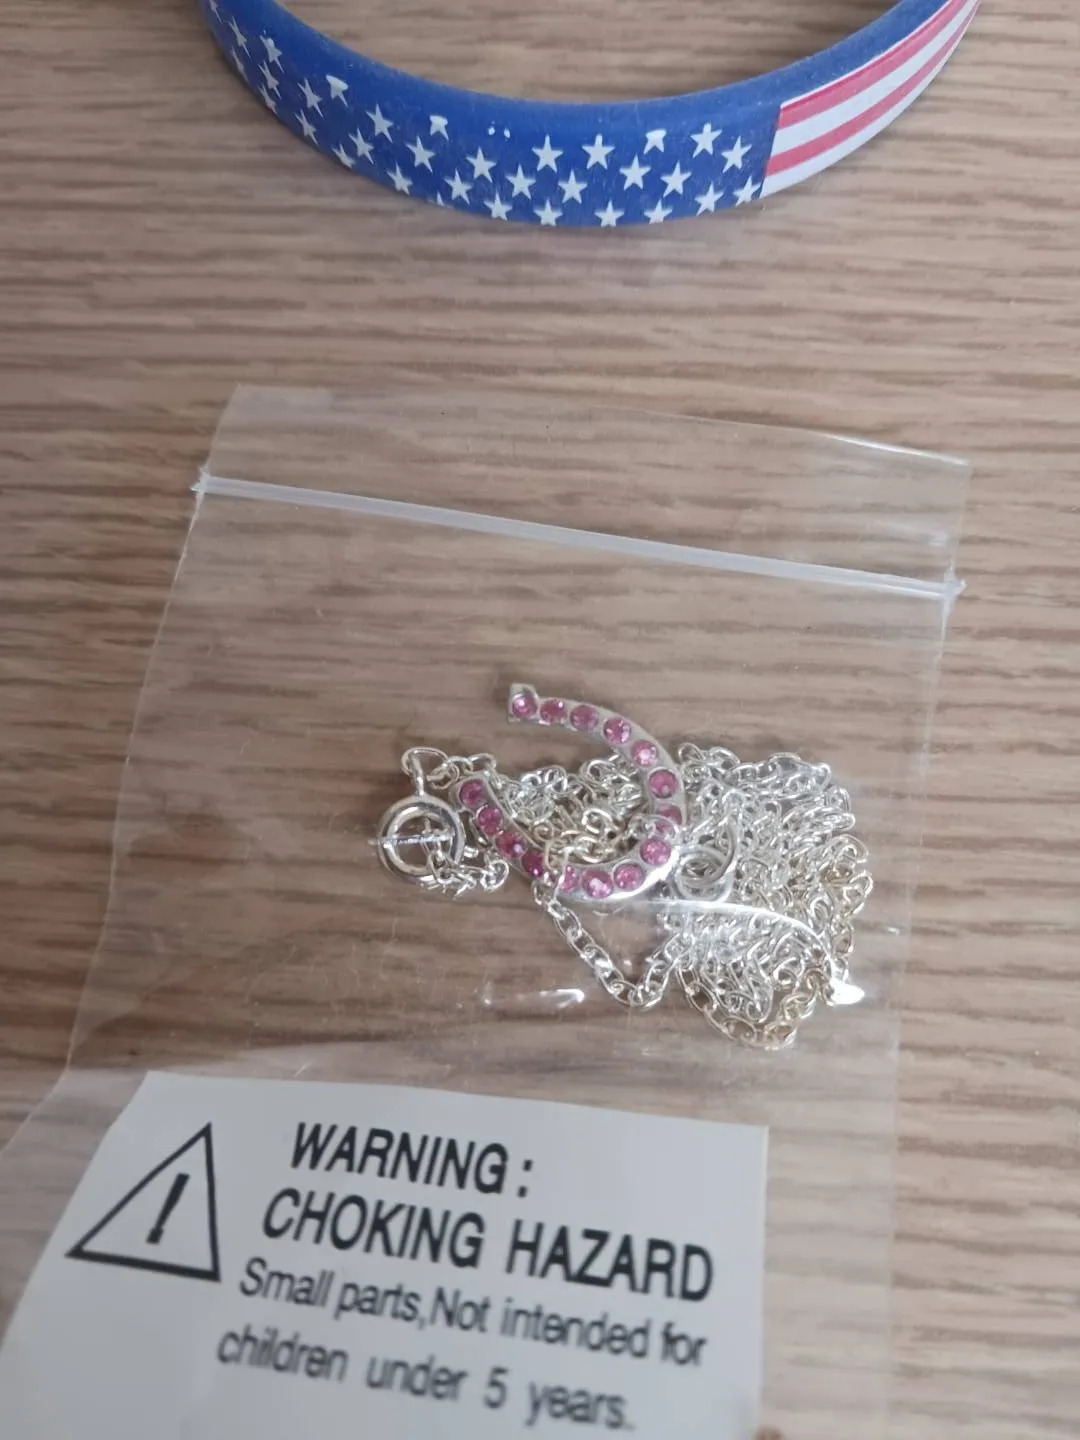 WARNING:
CHOKING HAZARD
Small parts,Not intended for
children under 5 years.